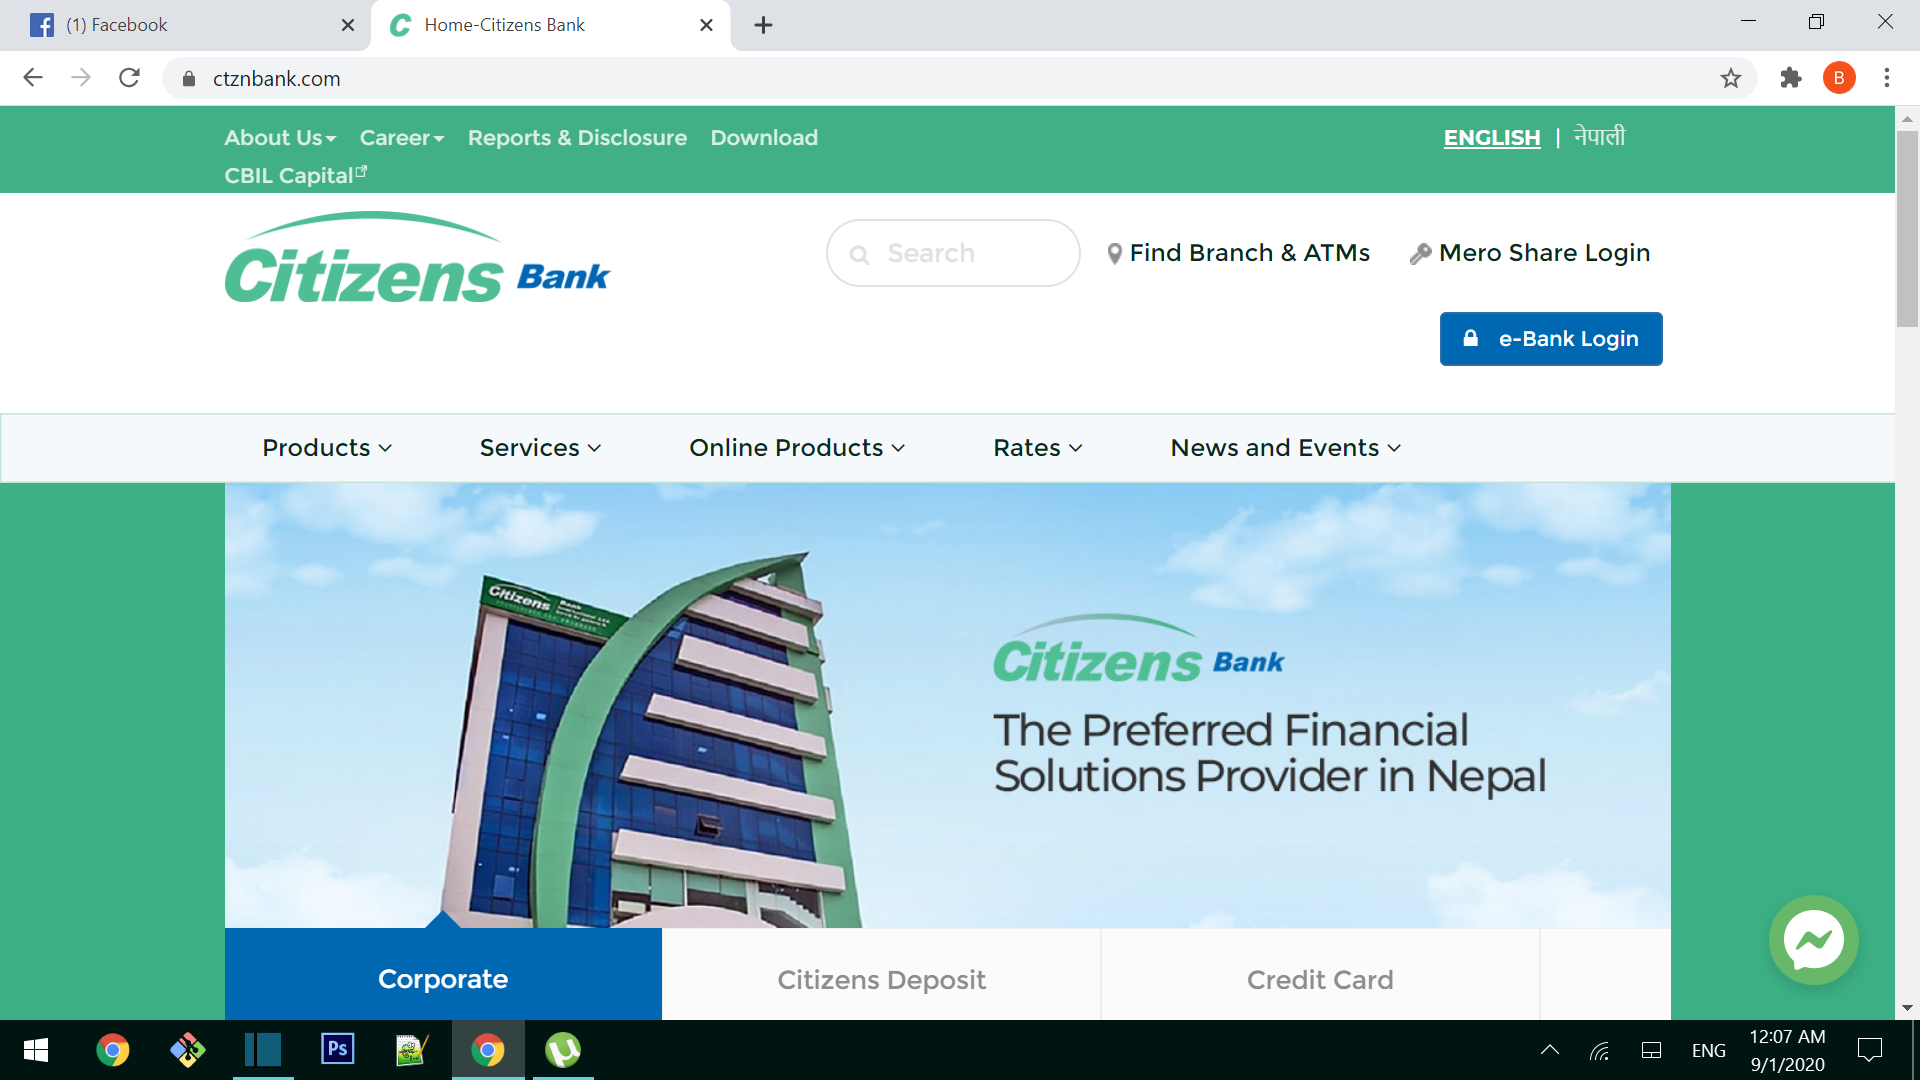 (1) Facebook
Home-Citizens Bank
ctznbank.com
B
About Us Career Reports & Disclosure Download
CBIL Capital
ENGLISH | नेपाली
Citizens Bank
Search
Find Branch & ATMs
Mero Share Login
e-Bank Login
Products Services Online Products Rates News and Events
Citizens Bank
Citizens Bank
The Preferred Financial
Solutions Provider in Nepal
Corporate Citizens Deposit Credit Card
Ps
ENG
12:07 AM
9/1/2020